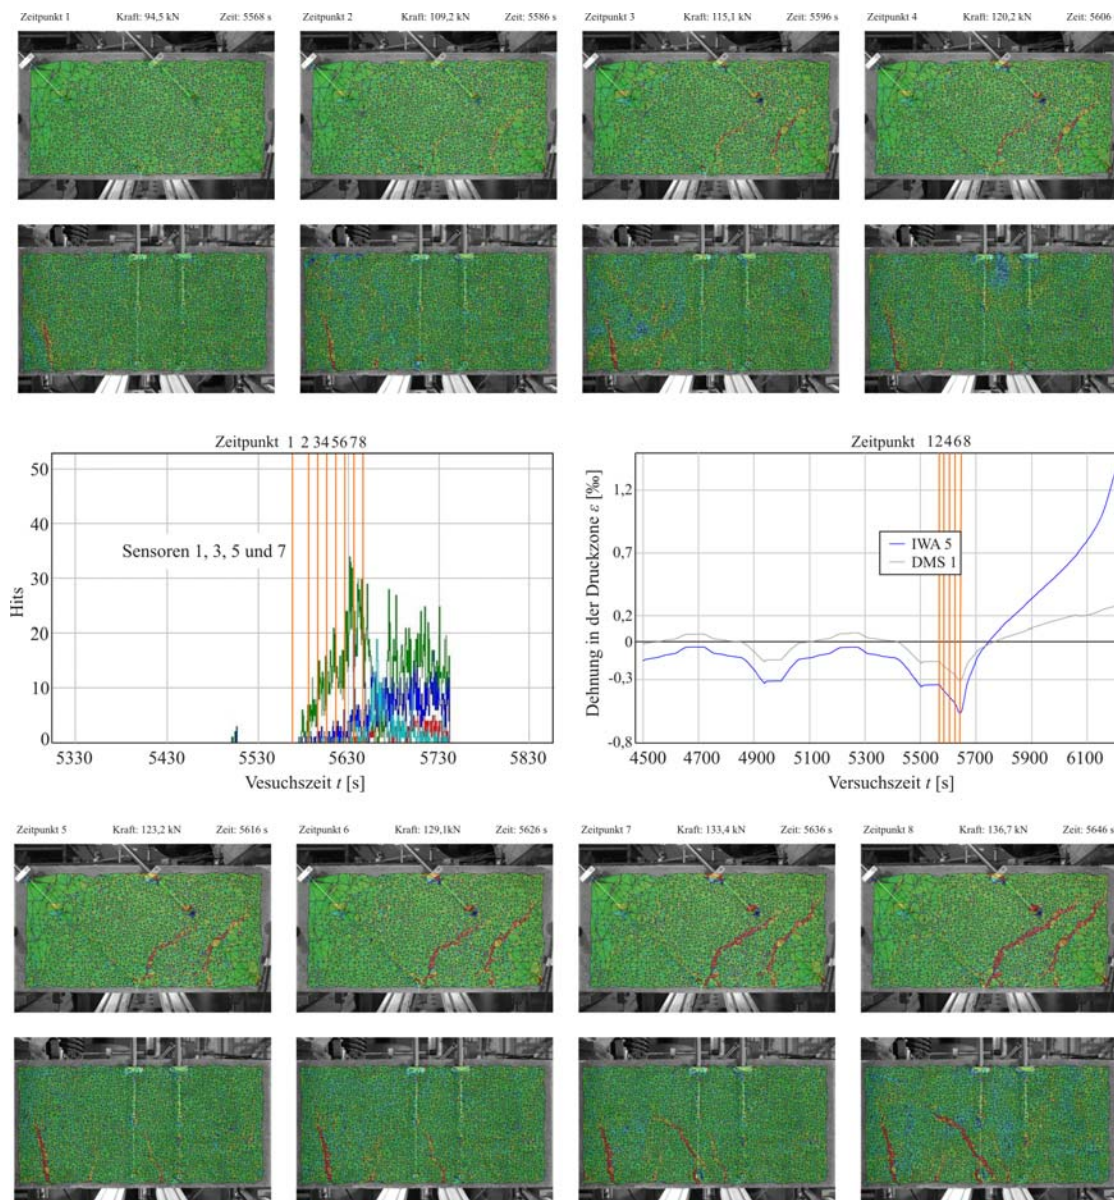 Zeitpunkt 1 Kraft: 94,5 kN Zeit: 5568 s
Zeitpunkt 2 Kraft: 109,2 kN Zeit: 5586 s
Zeitpunkt 3 Kraft: 115,1 kN Zeit: 5596 s
Zeitpunkt 4 Kraft: 120,2 kN Zeit: 5606
Zeitpunkt 1 2 3 4 5 6 7 8
50
40
30
20
10
0
Hits
Sensoren 1, 3, 5 und 7
5330 5430 5530 5630 5730 5830
Vesuchszeit t [s]
Zeitpunkt 1 2 4 6 8
1,2
0,7
0,2
0
-0,3
-0,8
Dehnung in der Druckzone ε [‰]
IWA 5
DMS 1
4500 4700 4900 5100 5300 5500 5700 5900 6100
Versuchszeit t [s]
Zeitpunkt 5 Kraft: 123,2 kN Zeit: 5616 s
Zeitpunkt 6 Kraft: 129,1kN Zeit: 5626 s
Zeitpunkt 7 Kraft: 133,4 kN Zeit: 5636 s
Zeitpunkt 8 Kraft: 136,7 kN Zeit: 5646 s